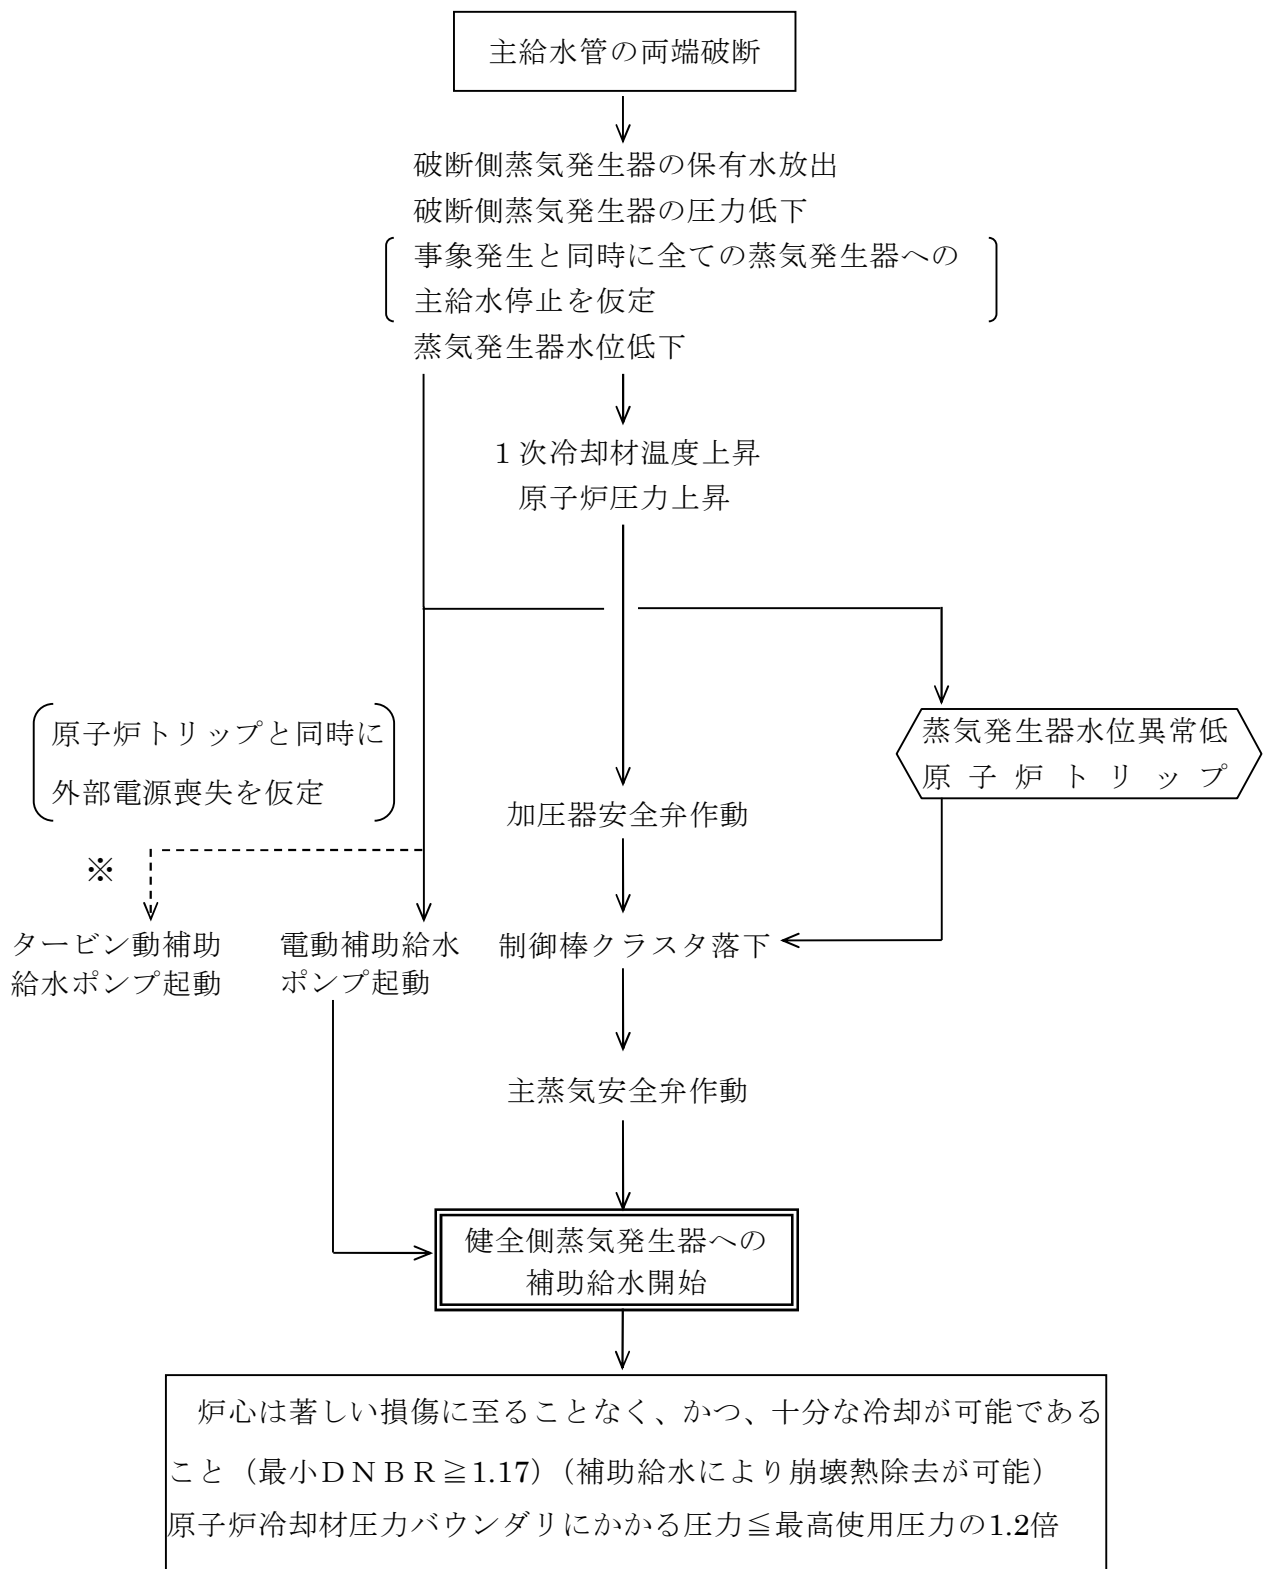 主給水管の両端破断
破断側蒸気発生器の保有水放出
破断側蒸気発生器の圧力低下
事象発生と同時に全ての蒸気発生器への
主給水停止を仮定
蒸気発生器水位低下
１次冷却材温度上昇
原子炉圧力上昇
原子炉トリップと同時に
外部電源喪失を仮定
蒸気発生器水位異常低
原子炉トリップ
加圧器安全弁作動
※
タービン動補助
給水ポンプ起動
電動補助給水
ポンプ起動
制御棒クラスタ落下
主蒸気安全弁作動
健全側蒸気発生器への
補助給水開始
炉心は著しい損傷に至ることなく、かつ、十分な冷却が可能である
こと（最小ＤＮＢＲ≧1.17）（補助給水により崩壊熱除去が可能）
原子炉冷却材圧力バウンダリにかかる圧力≦最高使用圧力の1.2倍